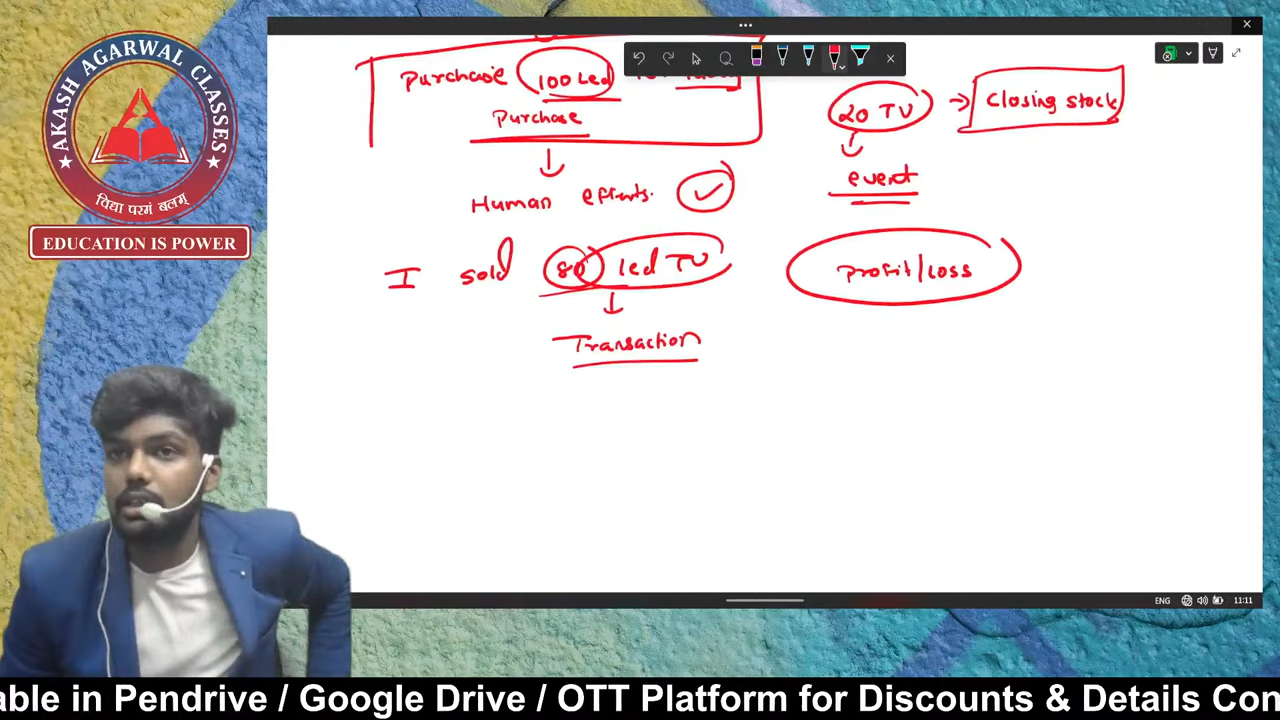 AKASH AGARWAL CLASSES
विद्या परमं बलम्
EDUCATION IS POWER
Purchase 100 Led
Purchase
Human efforts.
20 TV → Closing stock
event
I sold 80 led TV
profit/Loss
Transaction
ENG 11:11
able in Pendrive / Google Drive / OTT Platform for Discounts & Details Con